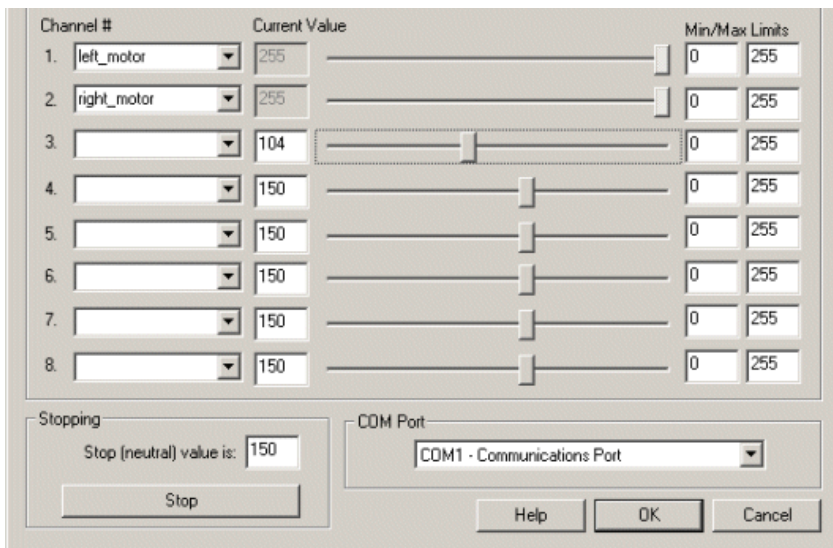 Channel # Current Value Min/Max Limits
1. left_motor 255 0 255
2. right_motor 255 0 255
3. 104 0 255
4. 150 0 255
5. 150 0 255
6. 150 0 255
7. 150 0 255
8. 150 0 255
Stopping
Stop (neutral) value is: 150
Stop
COM Port
COM1 - Communications Port
Help OK Cancel